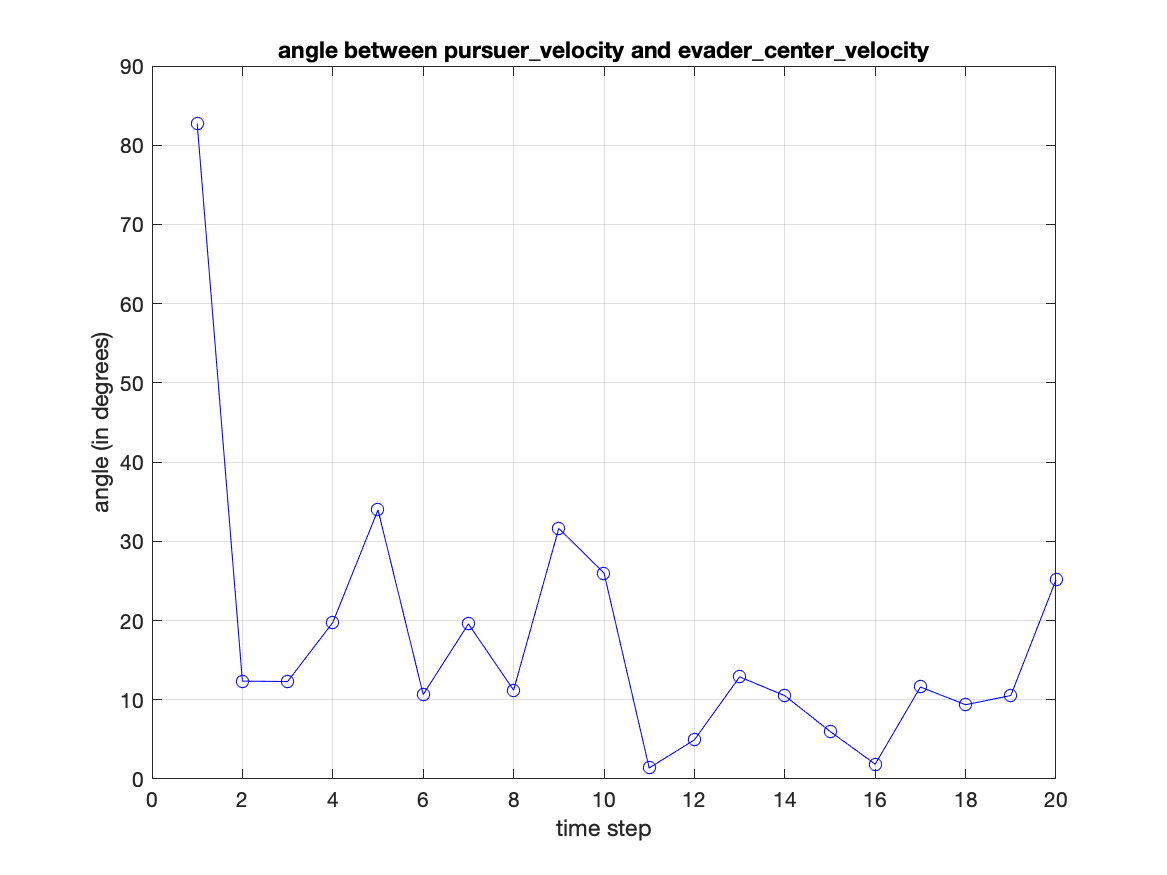 angle between pursuer_velocity and evader_center_velocity
90
80
70
60
50
40
30
20
10
0
angle (in degrees)
0 2 4 6 8 10 12 14 16 18 20
time step